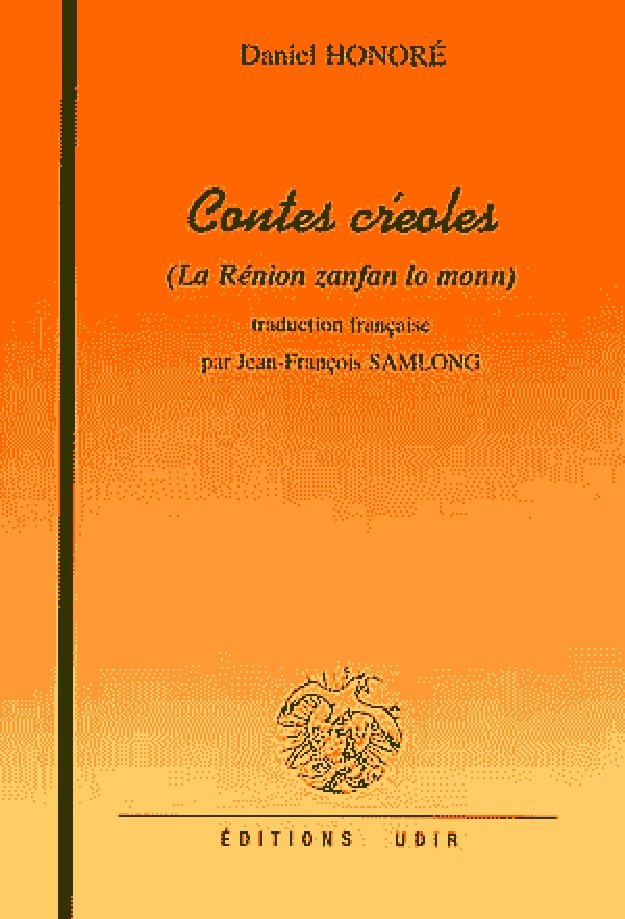 Daniel HONORÉ
Contes créoles
(La Rénion zanfan lo monn)
traduction française
par Jean-François SAMLONG
ÉDITIONS UDIR